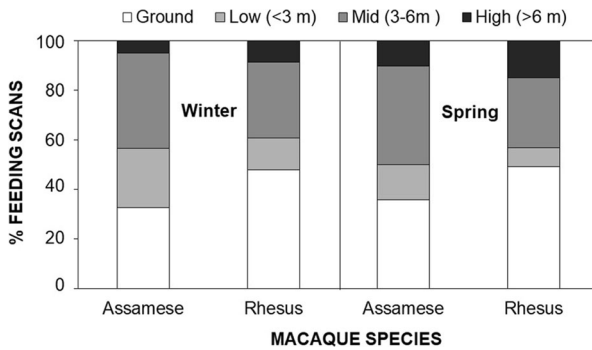 Ground Low (<3 m) Mid (3-6m ) High (>6 m)
100
80
60
40
20
0
% FEEDING SCANS
Winter
Spring
Assamese Rhesus Assamese Rhesus
MACAQUE SPECIES